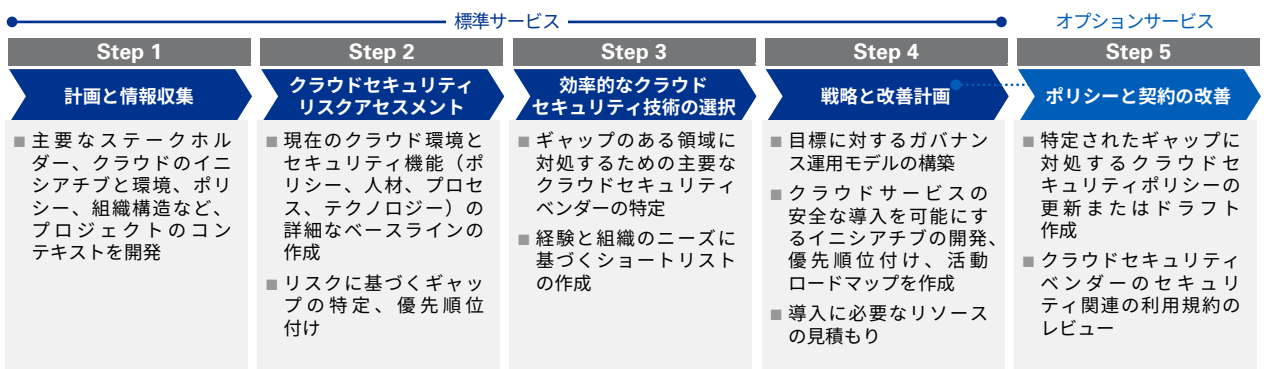 標準サービス
オプションサービス
Step 1
計画と情報収集
■主要なステークホル
ダー、クラウドのイニ
シアチブと環境、ポリ
シー、組織構造など、
プロジェクトのコン
テキストを開発
Step 2
クラウドセキュリティ
リスクアセスメント
■現在のクラウド環境と
セキュリティ機能（ポ
リシー、人材、プロセ
ス、テクノロジー）の
詳細なベースラインの
作成
■リスクに基づくギャッ
プの特定、優先順位
付け
Step 3
効率的なクラウド
セキュリティ技術の選択
■ギャップのある領域に
対処するための主要な
クラウドセキュリティ
ベンダーの特定
■経験と組織のニーズに
基づくショートリスト
の作成
Step 4
戦略と改善計画
■目標に対するガバナン
ス運用モデルの構築
■クラウドサービスの
安全な導入を可能にす
るイニシアチブの開発、
優先順位付け、活動
ロードマップを作成
■導入に必要なリソース
の見積もり
Step 5
ポリシーと契約の改善
■特定されたギャップに
対処するクラウドセ
キュリティポリシーの
更新またはドラフト
作成
■クラウドセキュリティ
ベンダーのセキュリ
ティ関連の利用規約の
レビュー